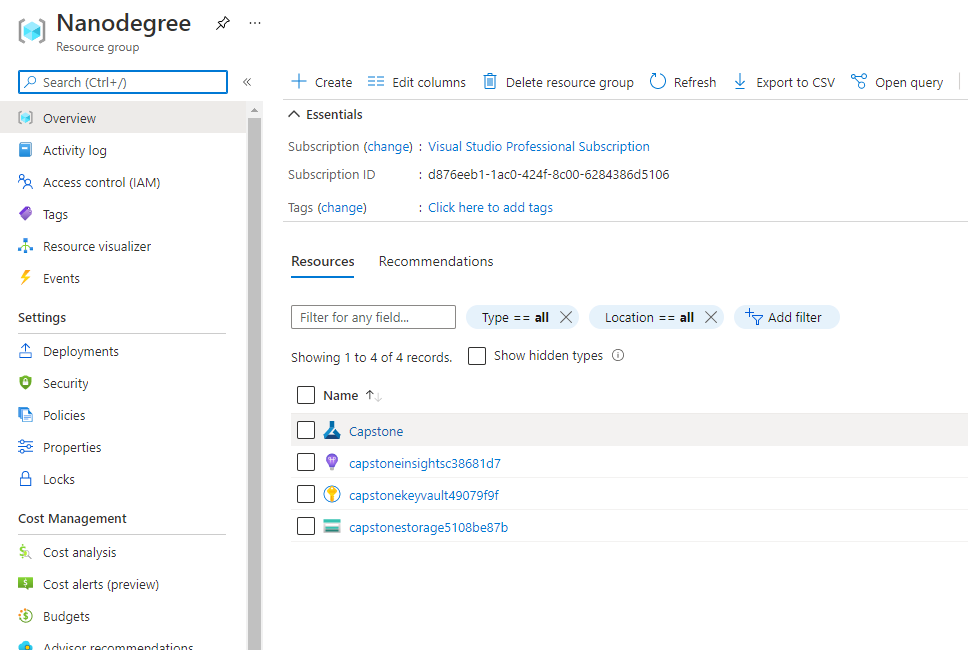 Nanodegree
...
Resource group
Search (Ctrl+/)
«
Overview
Activity log
Access control (IAM)
Tags
Resource visualizer
Events
Settings
Deployments
Security
Policies
Properties
Locks
Cost Management
Cost analysis
Cost alerts (preview)
Budgets
Advisor recommendations
Create Edit columns Delete resource group Refresh Export to CSV Open query
Essentials
Subscription (change) : Visual Studio Professional Subscription
Subscription ID : d876eeb1-1ac0-424f-8c00-6284386d5106
Tags (change) : Click here to add tags
Resources Recommendations
Filter for any field... Type == all Location == all Add filter
Showing 1 to 4 of 4 records. Show hidden types
Name ↑↓
Capstone
capstoneinsightsc38681d7
capstonekeyvault49079f9f
capstonestorage5108be87b